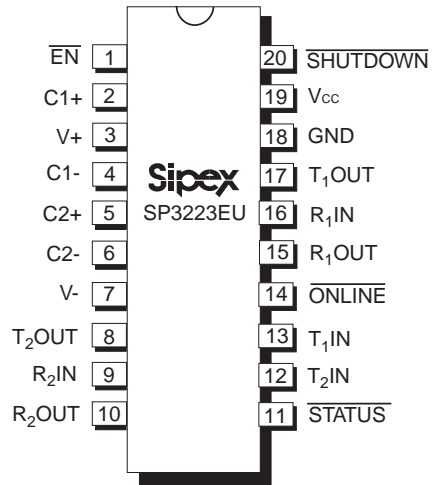 EN 1
C1+ 2
V+ 3
C1- 4
C2+ 5
C2- 6
V- 7
T2OUT 8
R2IN 9
R2OUT 10
Sipex
SP3223EU
20 SHUTDOWN
19 Vcc
18 GND
17 T1OUT
16 R1IN
15 R1OUT
14 ONLINE
13 T1IN
12 T2IN
11 STATUS